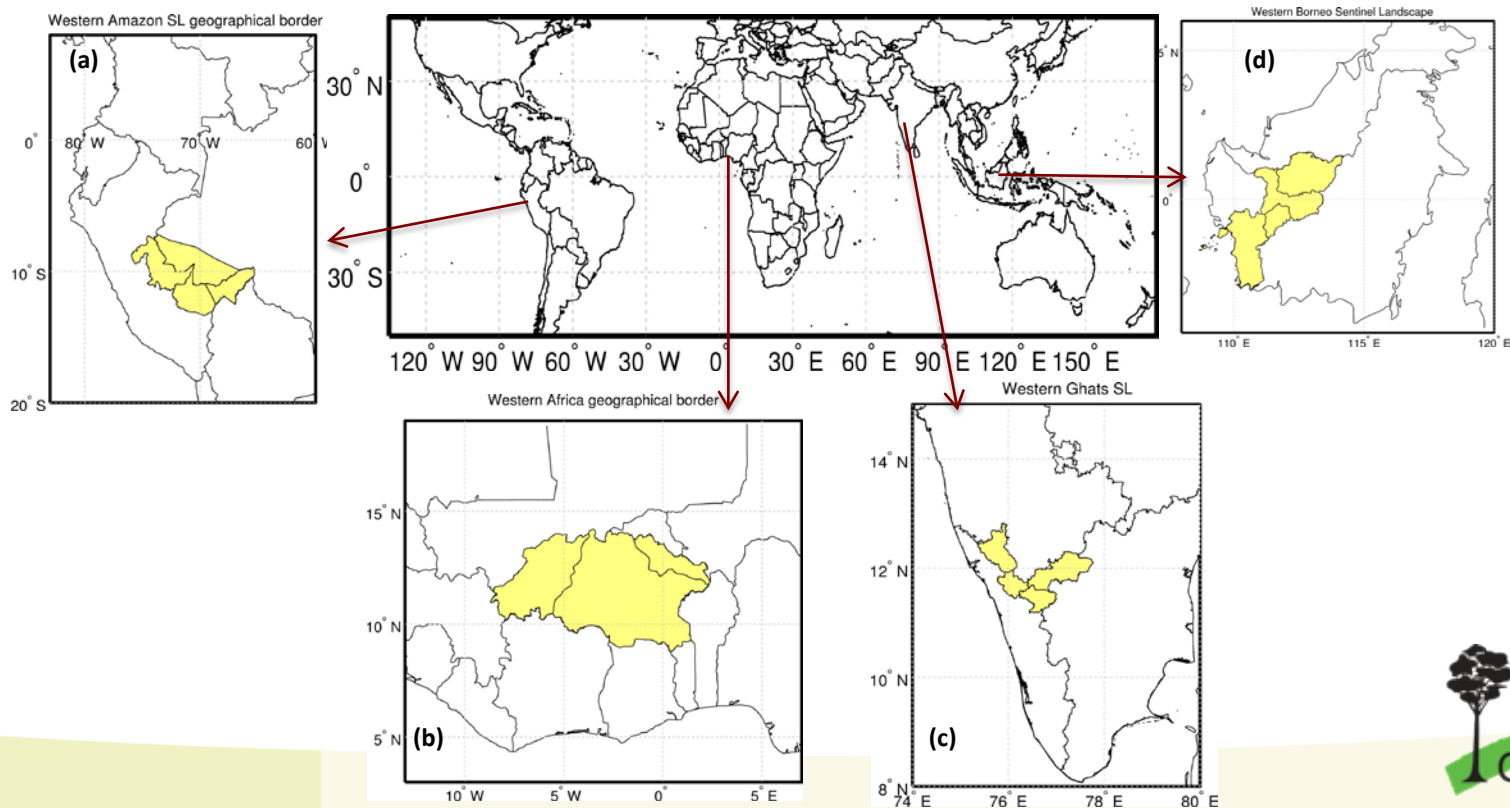 Western Amazon SL geographical border
(a)
0°
80° W
70° W
60°
10° S
20° S
30° N
0°
30° S
120° W 90° W 60° W 30° W 0° 30° E 60° E 90° E 120° E 150° E
Western Borneo Sentinel Landscape
(d)
5° N
0°
110° E
115° E
120° E
Western Africa geographical border
15° N
10° N
5° N
(b)
10° W
5° W
0°
5° E
Western Ghats SL
14° N
12° N
10° N
8° N
(c)
74° E
76° E
78° E
80° E